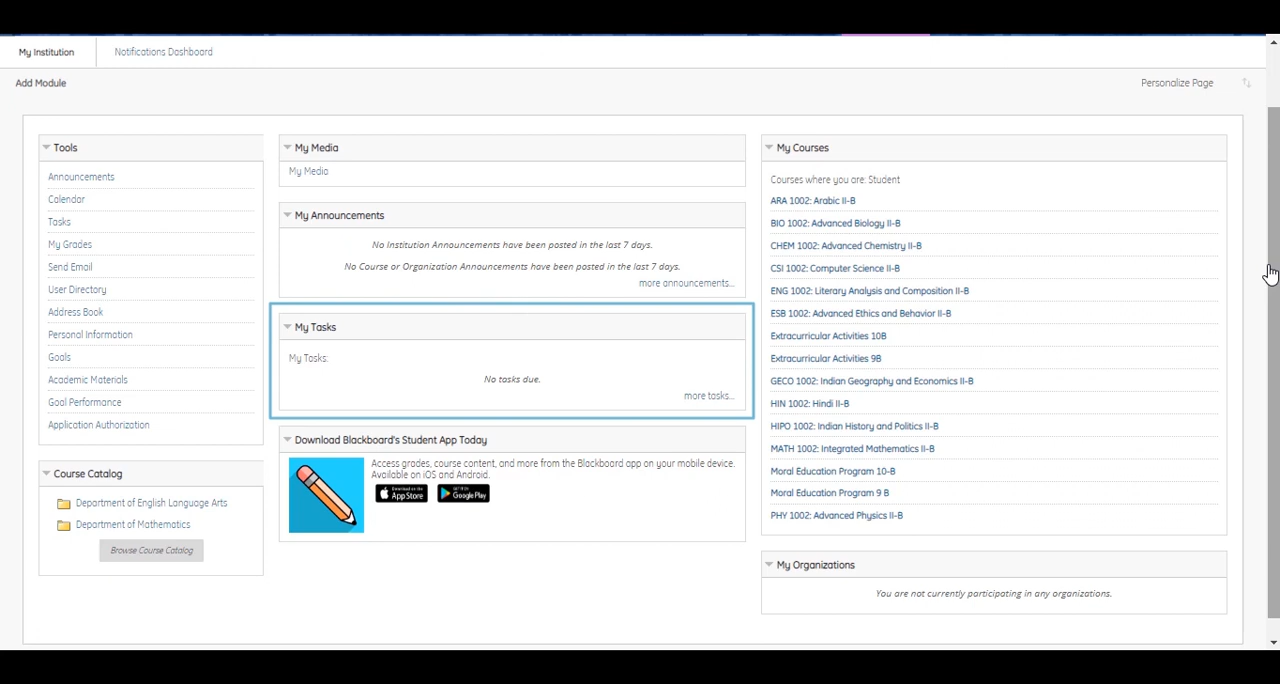 My Institution
Notifications Dashboard
Add Module
Personalize Page
Tools
Announcements
Calendar
Tasks
My Grades
Send Email
User Directory
Address Book
Personal Information
Goals
Academic Materials
Goal Performance
Application Authorization
Course Catalog
Department of English Language Arts
Department of Mathematics
Browse Course Catalog
My Media
My Media
My Announcements
No Institution Announcements have been posted in the last 7 days.
No Course or Organization Announcements have been posted in the last 7 days.
more announcements...
My Tasks
My Tasks:
No tasks due.
more tasks...
Download Blackboard's Student App Today
Access grades, course content, and more from the Blackboard app on your mobile device.
Available on iOS and Android.
Download on the
App Store
GET IT ON
Google Play
My Courses
Courses where you are: Student
ARA 1002: Arabic II-B
BIO 1002: Advanced Biology II-B
CHEM 1002: Advanced Chemistry II-B
CSI 1002: Computer Science II-B
ENG 1002: Literary Analysis and Composition II-B
ESB 1002: Advanced Ethics and Behavior II-B
Extracurricular Activities 10B
Extracurricular Activities 9B
GECO 1002: Indian Geography and Economics II-B
HIN 1002: Hindi II-B
HIPO 1002: Indian History and Politics II-B
MATH 1002: Integrated Mathematics II-B
Moral Education Program 10-B
Moral Education Program 9 B
PHY 1002: Advanced Physics II-B
My Organizations
You are not currently participating in any organizations.